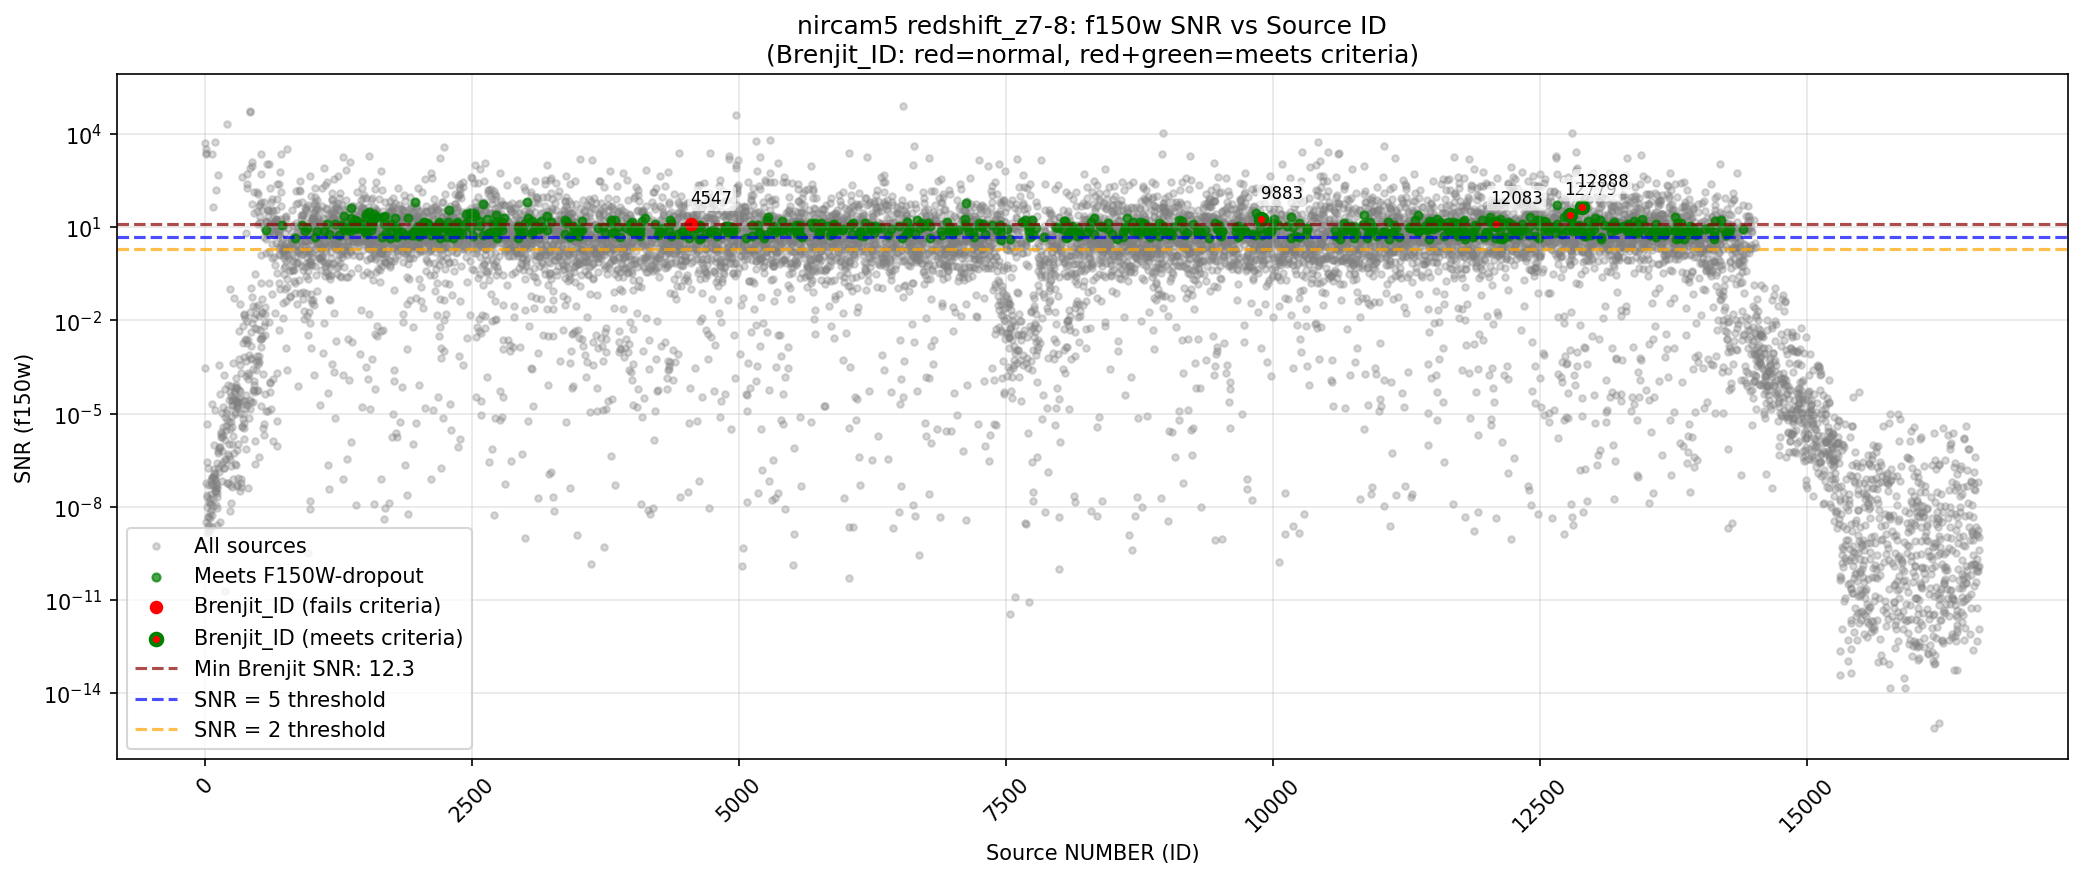 nircam5 redshift_z7-8: f150w SNR vs Source ID
(Brenjit_ID: red=normal, red+green=meets criteria)
SNR (f150w)
10^4
10^1
10^-2
10^-5
10^-8
10^-11
10^-14
4547
9883
12083
12779
12888
All sources
Meets F150W-dropout
Brenjit_ID (fails criteria)
Brenjit_ID (meets criteria)
Min Brenjit SNR: 12.3
SNR = 5 threshold
SNR = 2 threshold
0
2500
5000
7500
10000
12500
15000
Source NUMBER (ID)